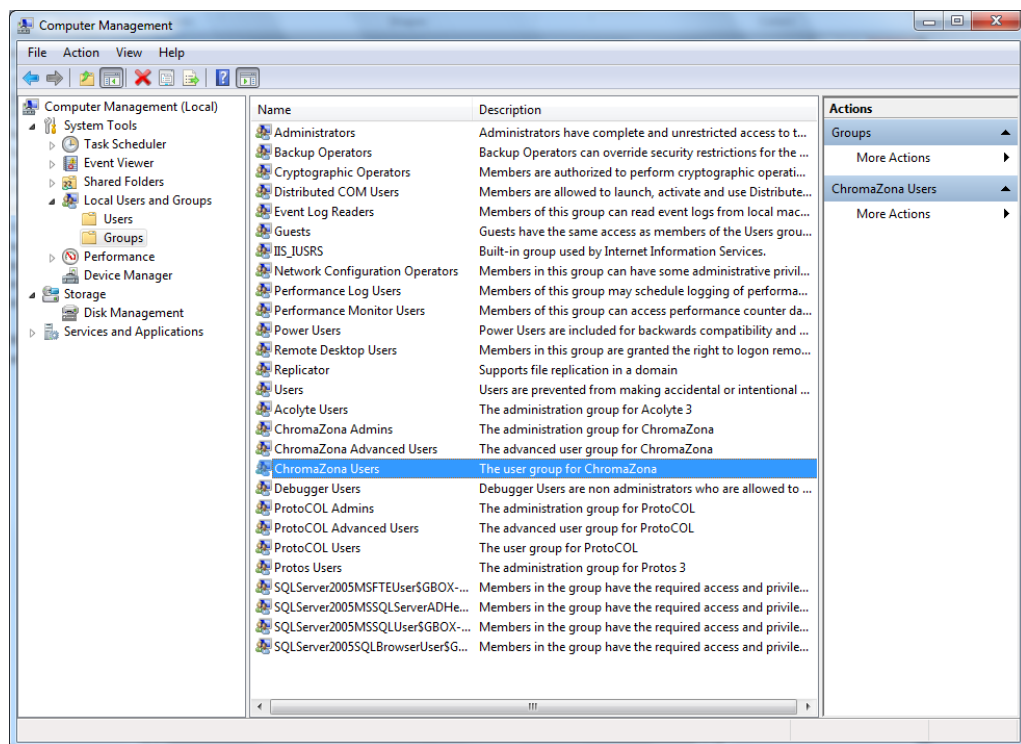 Computer Management
File Action View Help
Computer Management (Local)
System Tools
Task Scheduler
Event Viewer
Shared Folders
Local Users and Groups
Users
Groups
Performance
Device Manager
Storage
Disk Management
Services and Applications
Name Description
Administrators Administrators have complete and unrestricted access to t...
Backup Operators Backup Operators can override security restrictions for the ...
Cryptographic Operators Members are authorized to perform cryptographic operati...
Distributed COM Users Members are allowed to launch, activate and use Distribute...
Event Log Readers Members of this group can read event logs from local mac...
Guests Guests have the same access as members of the Users grou...
IIS_IUSRS Built-in group used by Internet Information Services.
Network Configuration Operators Members in this group can have some administrative privil...
Performance Log Users Members of this group may schedule logging of performa...
Performance Monitor Users Members of this group can access performance counter da...
Power Users Power Users are included for backwards compatibility and ...
Remote Desktop Users Members in this group are granted the right to logon remo...
Replicator Supports file replication in a domain
Users Users are prevented from making accidental or intentional ...
Acolyte Users The administration group for Acolyte 3
ChromaZona Admins The administration group for ChromaZona
ChromaZona Advanced Users The advanced user group for ChromaZona
ChromaZona Users The user group for ChromaZona
Debugger Users Debugger Users are non administrators who are allowed to ...
ProtoCOL Admins The administration group for ProtoCOL
ProtoCOL Advanced Users The advanced user group for ProtoCOL
ProtoCOL Users The user group for ProtoCOL
Protos Users The administration group for Protos 3
SQLServer2005MSFTEUser$GBOX-... Members in the group have the required access and privile...
SQLServer2005MSSQLServerADHe... Members in the group have the required access and privile...
SQLServer2005MSSQLUser$GBOX-... Members in the group have the required access and privile...
SQLServer2005SQLBrowserUser$G... Members in the group have the required access and privile...
Actions
Groups
More Actions
ChromaZona Users
More Actions